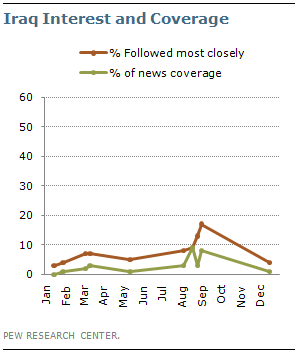 Iraq Interest and Coverage
% Followed most closely
% of news coverage
60
50
40
30
20
10
0
Jan
Feb
Mar
Apr
May
Jun
Jul
Aug
Sep
Oct
Nov
Dec
PEW RESEARCH CENTER.